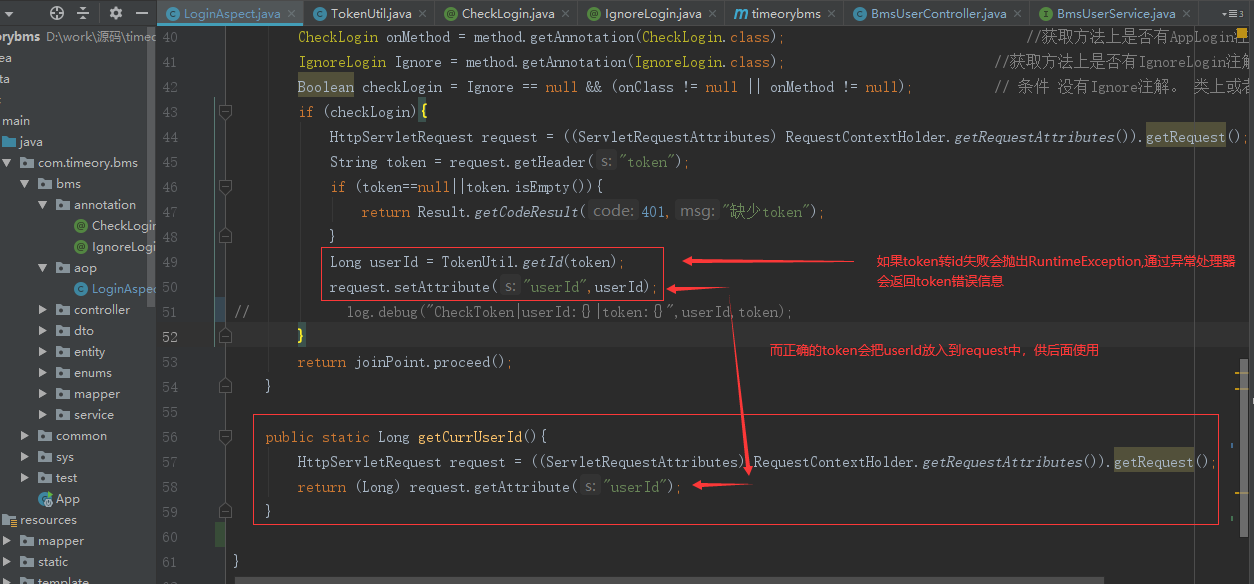 LoginAspect.java
TokenUtil.java
CheckLogin.java
IgnoreLogin.java
timeorybms
BmsUserController.java
BmsUserService.java
orybms D:\work\源码\timec
ea
ta
main
java
com.timeory.bms
bms
annotation
CheckLogin
IgnoreLogi
aop
LoginAspec
controller
dto
entity
enums
mapper
service
common
sys
test
App
resources
mapper
static
template
40 CheckLogin onMethod = method.getAnnotation(CheckLogin.class); //获取方法上是否有AppLogin注
41 IgnoreLogin Ignore = method.getAnnotation(IgnoreLogin.class); //获取方法上是否有IgnoreLogin注解
42 Boolean checkLogin = Ignore == null && (onClass != null || onMethod != null); // 条件 没有Ignore注解。 类上或者
43 if (checkLogin){
44 HttpServletRequest request = ((ServletRequestAttributes) RequestContextHolder.getRequestAttributes()).getRequest();
45 String token = request.getHeader( s: "token");
46 if (token==null||token.isEmpty()){
47 return Result.getCodeResult( code: 401, msg: "缺少token");
48 }
49 Long userId = TokenUtil.getId(token);
50 request.setAttribute( s: "userId",userId);
51 // log.debug("CheckToken|userId:{}|token:{}",userId,token);
52 }
53 return joinPoint.proceed();
54 }
55
56 public static Long getCurrUserId(){
57 HttpServletRequest request = ((ServletRequestAttributes) RequestContextHolder.getRequestAttributes()).getRequest();
58 return (Long) request.getAttribute( s: "userId");
59 }
60
61 }
如果token转id失败会抛出RuntimeException,通过异常处理器
会返回token错误信息
而正确的token会把userId放入到request中，供后面使用